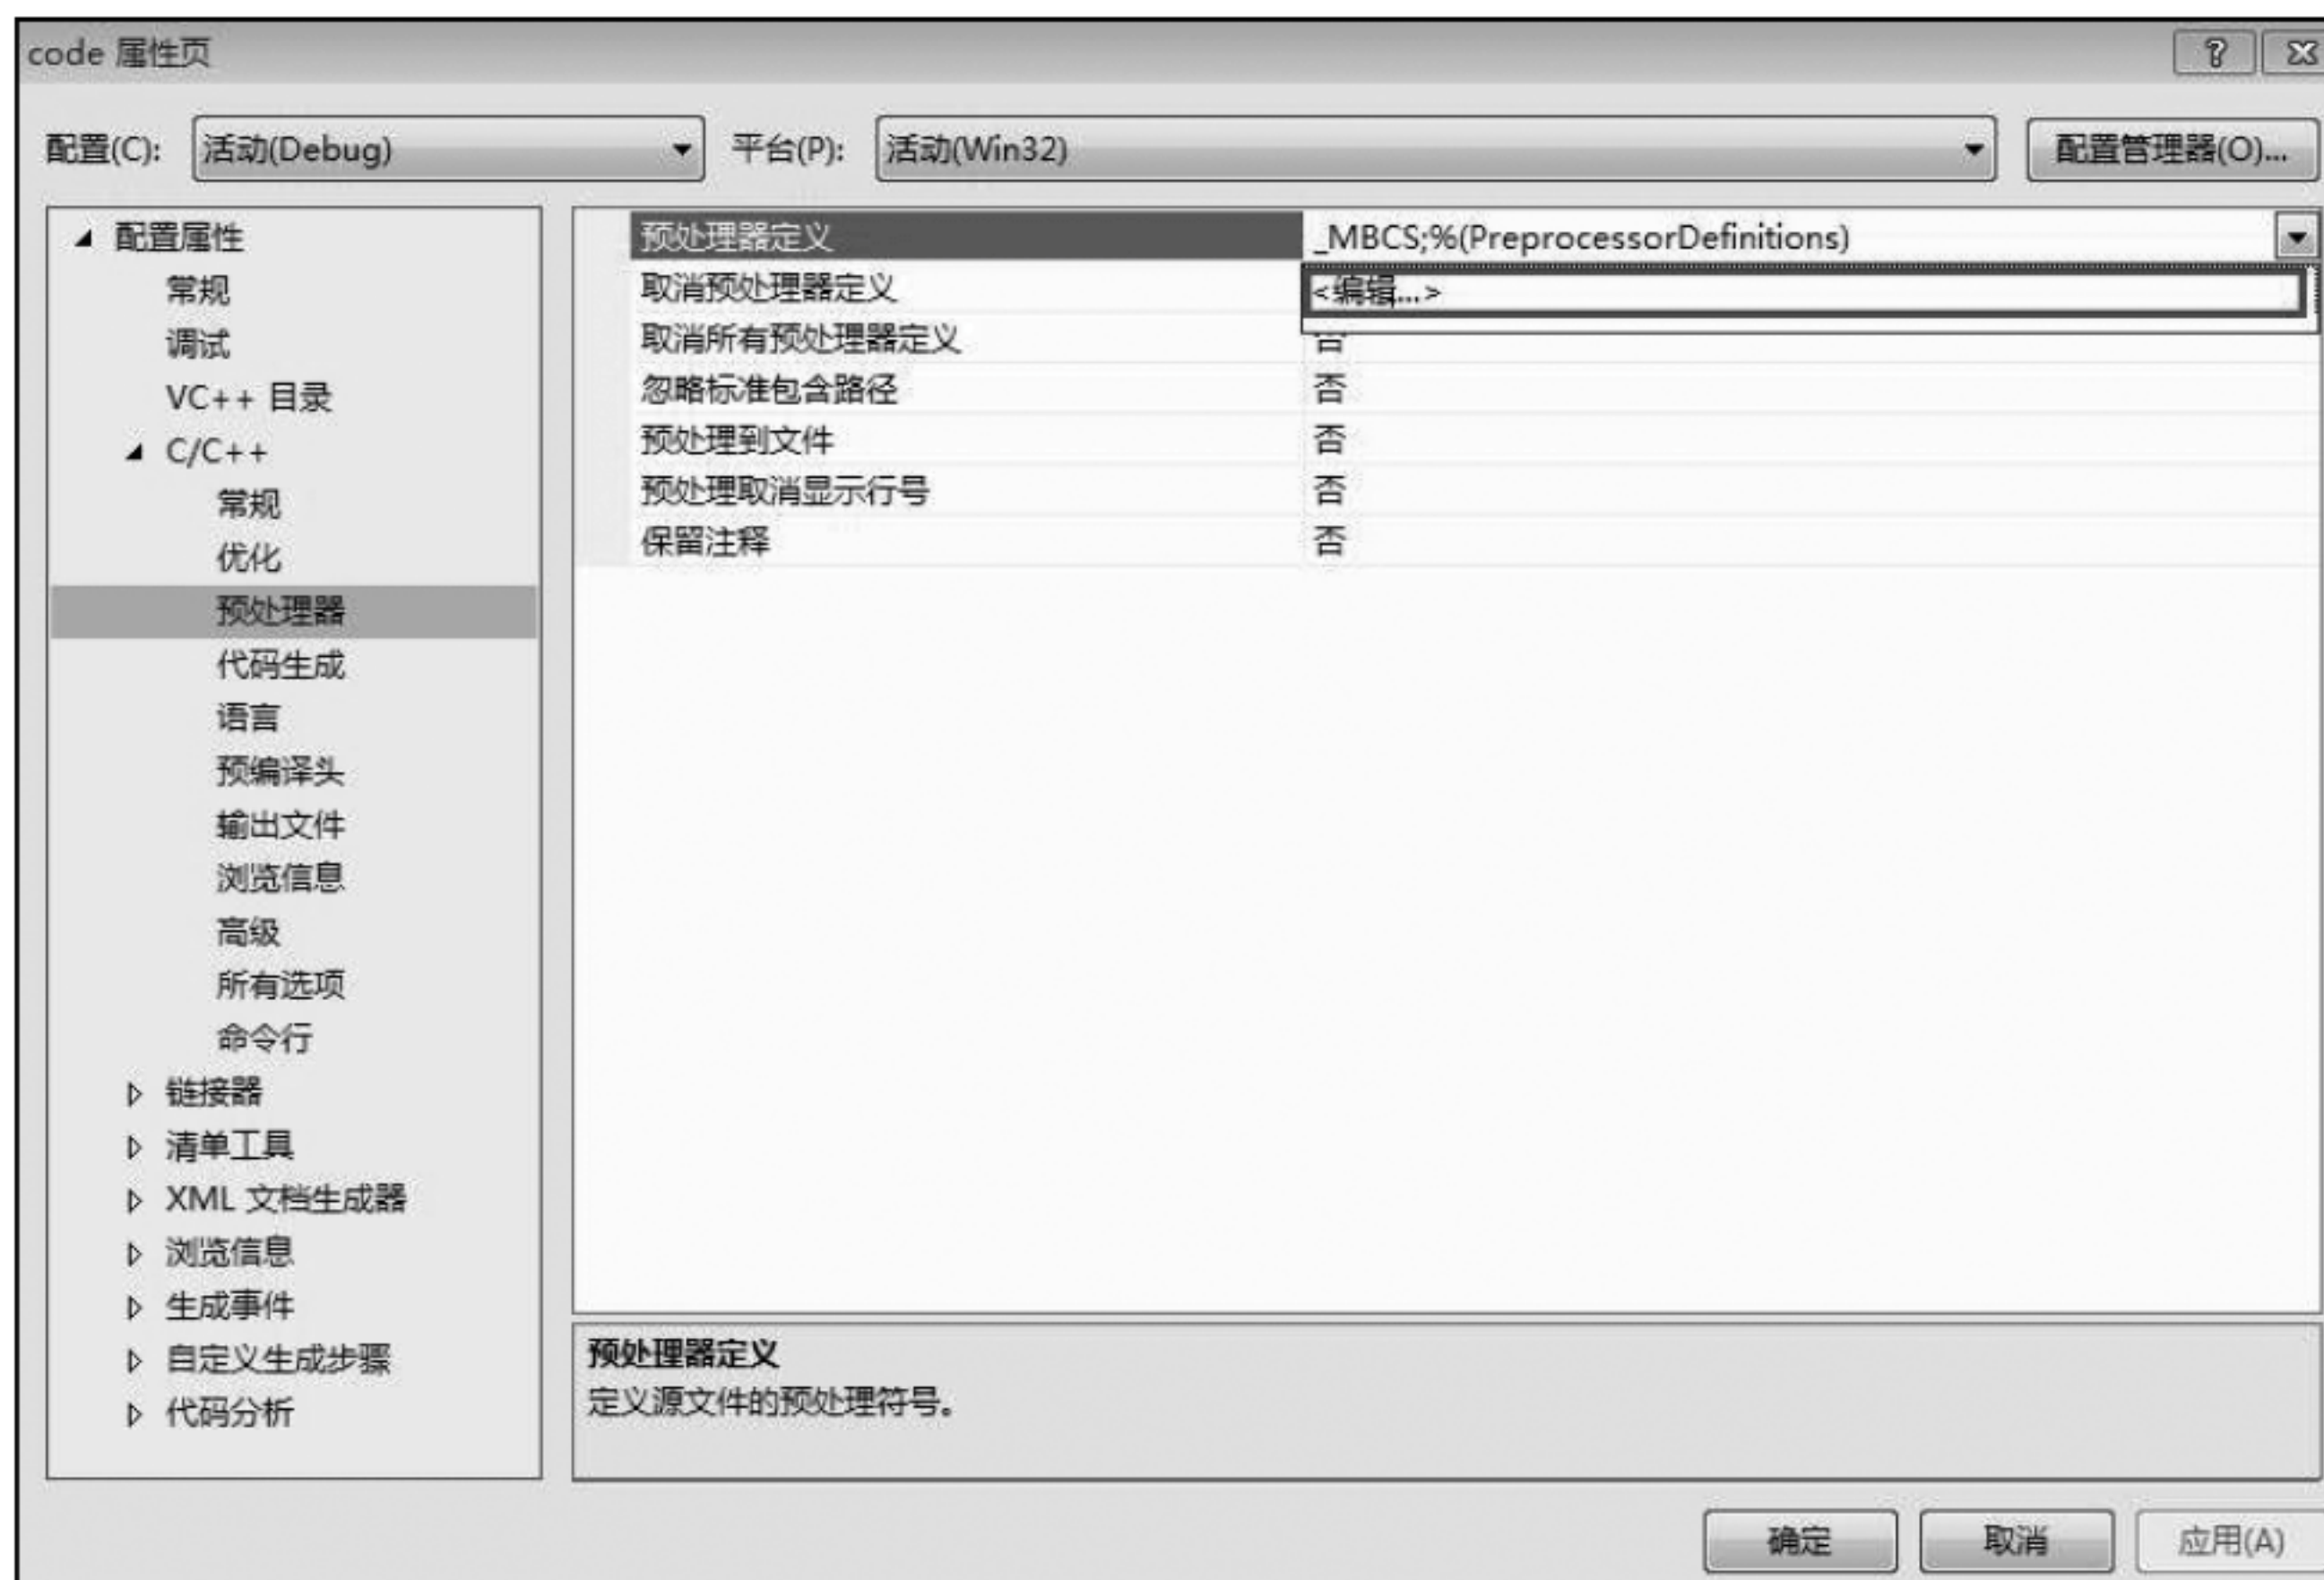 code 属性页
配置(C): 活动(Debug) 平台(P): 活动(Win32) 配置管理器(O)...
配置属性
常规
调试
VC++ 目录
C/C++
常规
优化
预处理器
代码生成
语言
预编译头
输出文件
浏览信息
高级
所有选项
命令行
链接器
清单工具
XML 文档生成器
浏览信息
生成事件
自定义生成步骤
代码分析
预处理器定义 _MBCS;%(PreprocessorDefinitions)
取消预处理器定义 <编辑...>
取消所有预处理器定义 否
忽略标准包含路径 否
预处理到文件 否
预处理取消显示行号 否
保留注释 否
预处理器定义
定义源文件的预处理符号。
确定 取消 应用(A)